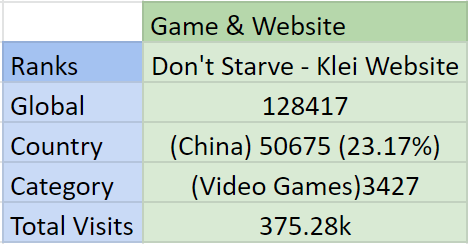 Game & Website
Ranks Don't Starve - Klei Website
Global 128417
Country (China) 50675 (23.17%)
Category (Video Games)3427
Total Visits 375.28k